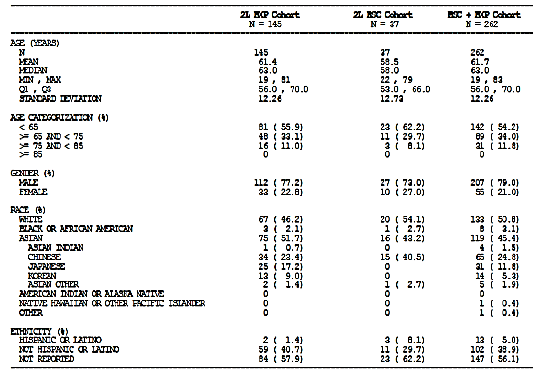 2L EXP Cohort 2L BSC Cohort BSC + EXP Cohort
N = 145 N = 37 N = 262
AGE (YEARS)
N 145 37 262
MEAN 61.4 58.5 61.7
MEDIAN 63.0 58.0 63.0
MIN , MAX 19 , 81 22 , 79 19 , 83
Q1 , Q3 56.0 , 70.0 53.0 , 66.0 56.0 , 70.0
STANDARD DEVIATION 12.26 12.73 12.26
AGE CATEGORIZATION (%)
< 65 81 ( 55.9) 23 ( 62.2) 142 ( 54.2)
>= 65 AND < 75 48 ( 33.1) 11 ( 29.7) 89 ( 34.0)
>= 75 AND < 85 16 ( 11.0) 3 ( 8.1) 31 ( 11.8)
>= 85 0 0 0
GENDER (%)
MALE 112 ( 77.2) 27 ( 73.0) 207 ( 79.0)
FEMALE 33 ( 22.8) 10 ( 27.0) 55 ( 21.0)
RACE (%)
WHITE 67 ( 46.2) 20 ( 54.1) 133 ( 50.8)
BLACK OR AFRICAN AMERICAN 3 ( 2.1) 1 ( 2.7) 8 ( 3.1)
ASIAN 75 ( 51.7) 16 ( 43.2) 119 ( 45.4)
ASIAN INDIAN 1 ( 0.7) 0 4 ( 1.5)
CHINESE 34 ( 23.4) 15 ( 40.5) 65 ( 24.8)
JAPANESE 25 ( 17.2) 0 31 ( 11.8)
KOREAN 13 ( 9.0) 0 14 ( 5.3)
ASIAN OTHER 2 ( 1.4) 1 ( 2.7) 5 ( 1.9)
AMERICAN INDIAN OR ALASKA NATIVE 0 0 0
NATIVE HAWAIIAN OR OTHER PACIFIC ISLANDER 0 0 1 ( 0.4)
OTHER 0 0 1 ( 0.4)
ETHNICITY (%)
HISPANIC OR LATINO 2 ( 1.4) 3 ( 8.1) 13 ( 5.0)
NOT HISPANIC OR LATINO 59 ( 40.7) 11 ( 29.7) 102 ( 38.9)
NOT REPORTED 84 ( 57.9) 23 ( 62.2) 147 ( 56.1)